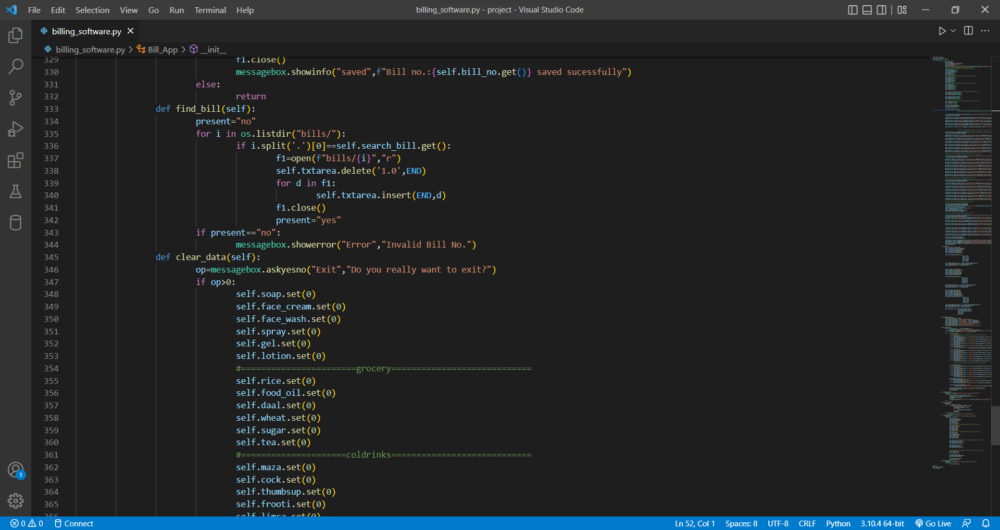 File Edit Selection View Go Run Terminal Help billing_software.py - project - Visual Studio Code
billing_software.py
billing_software.py > Bill_App > __init__
329 f1.close()
330 messagebox.showinfo("saved",f"Bill no.:{self.bill_no.get()} saved sucessfully")
331 else:
332 return
333 def find_bill(self):
334 present="no"
335 for i in os.listdir("bills/"):
336 if i.split('.')[0]==self.search_bill.get():
337 f1=open(f"bills/{i}","r")
338 self.txtarea.delete('1.0',END)
339 for d in f1:
340 self.txtarea.insert(END,d)
341 f1.close()
342 present="yes"
343 if present=="no":
344 messagebox.showerror("Error","Invalid Bill No.")
345 def clear_data(self):
346 op=messagebox.askyesno("Exit","Do you really want to exit?")
347 if op>0:
348 self.soap.set(0)
349 self.face_cream.set(0)
350 self.face_wash.set(0)
351 self.spray.set(0)
352 self.gel.set(0)
353 self.lotion.set(0)
354 #=======================grocery============================
355 self.rice.set(0)
356 self.food_oil.set(0)
357 self.daal.set(0)
358 self.wheat.set(0)
359 self.sugar.set(0)
360 self.tea.set(0)
361 #=====================coldrinks============================
362 self.maza.set(0)
363 self.cock.set(0)
364 self.thumbsup.set(0)
365 self.frooti.set(0)
366 self.limca.set(0)
1
0 0 Connect Ln 52, Col 1 Spaces: 8 UTF-8 CRLF Python 3.10.4 64-bit Go Live